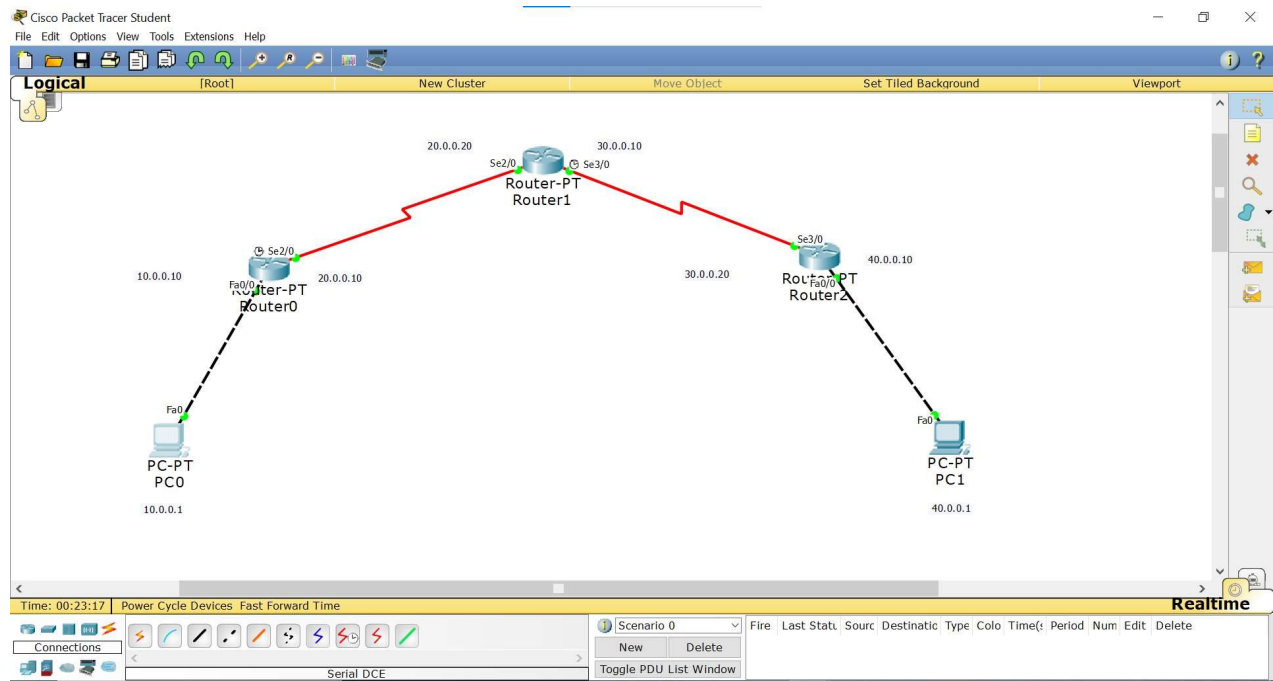 Cisco Packet Tracer Student
File Edit Options View Tools Extensions Help
Logical [Root] New Cluster Move Object Set Tiled Background Viewport
20.0.0.20 30.0.0.10
Se2/0 Se3/0
Router-PT
Router1
Se2/0 Se3/0
10.0.0.10 20.0.0.10 30.0.0.20 40.0.0.10
Fa0/0 Router-PT
Router0
Router-PT
Fa0/0
Router2
Fa0
PC-PT
PC0
10.0.0.1
Fa0
PC-PT
PC1
40.0.0.1
Time: 00:23:17 Power Cycle Devices Fast Forward Time Realtime
Connections
Serial DCE
Scenario 0
New Delete
Toggle PDU List Window
Fire Last Statu Sourc Destinatic Type Colo Time(s Period Num Edit Delete